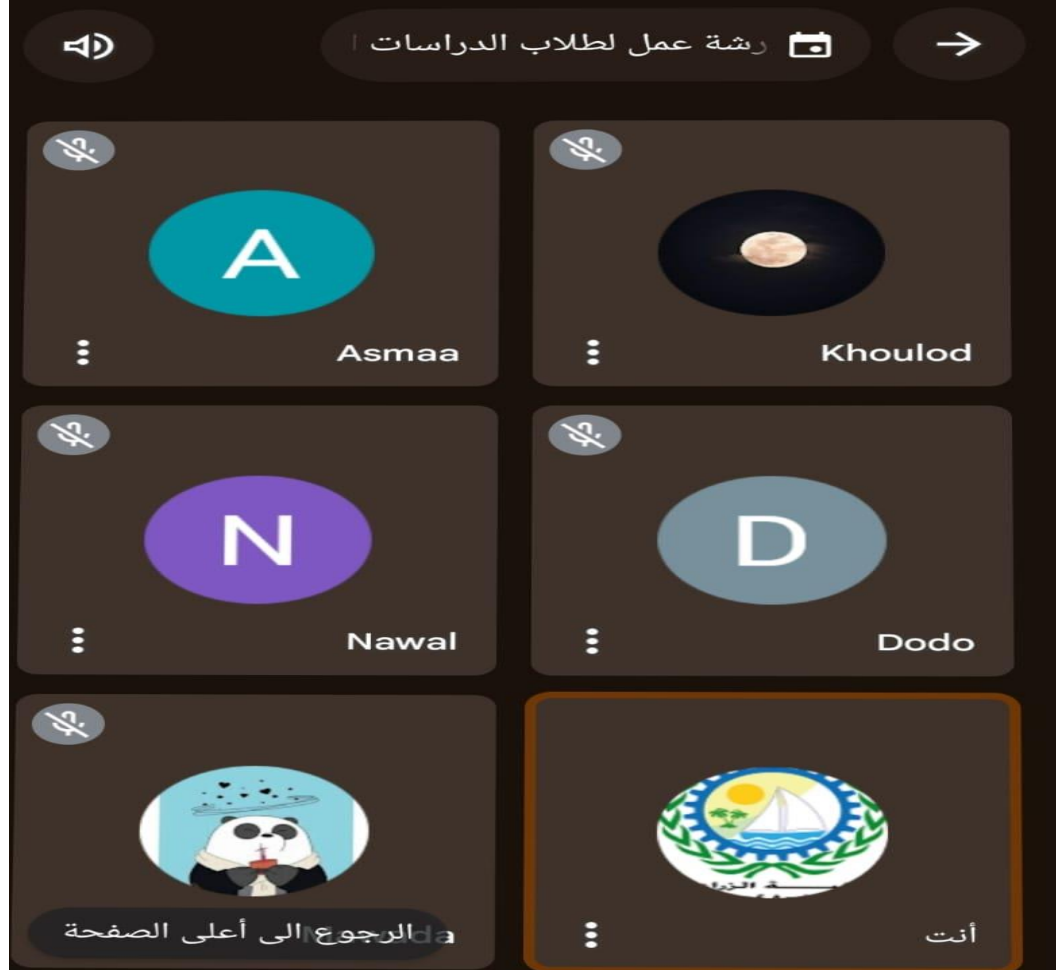 رشة عمل لطلاب الدراسات ا
Khoulod
A
Asmaa
D
Dodo
N
Nawal
أنت
الرجوع الى أعلى الصفحة